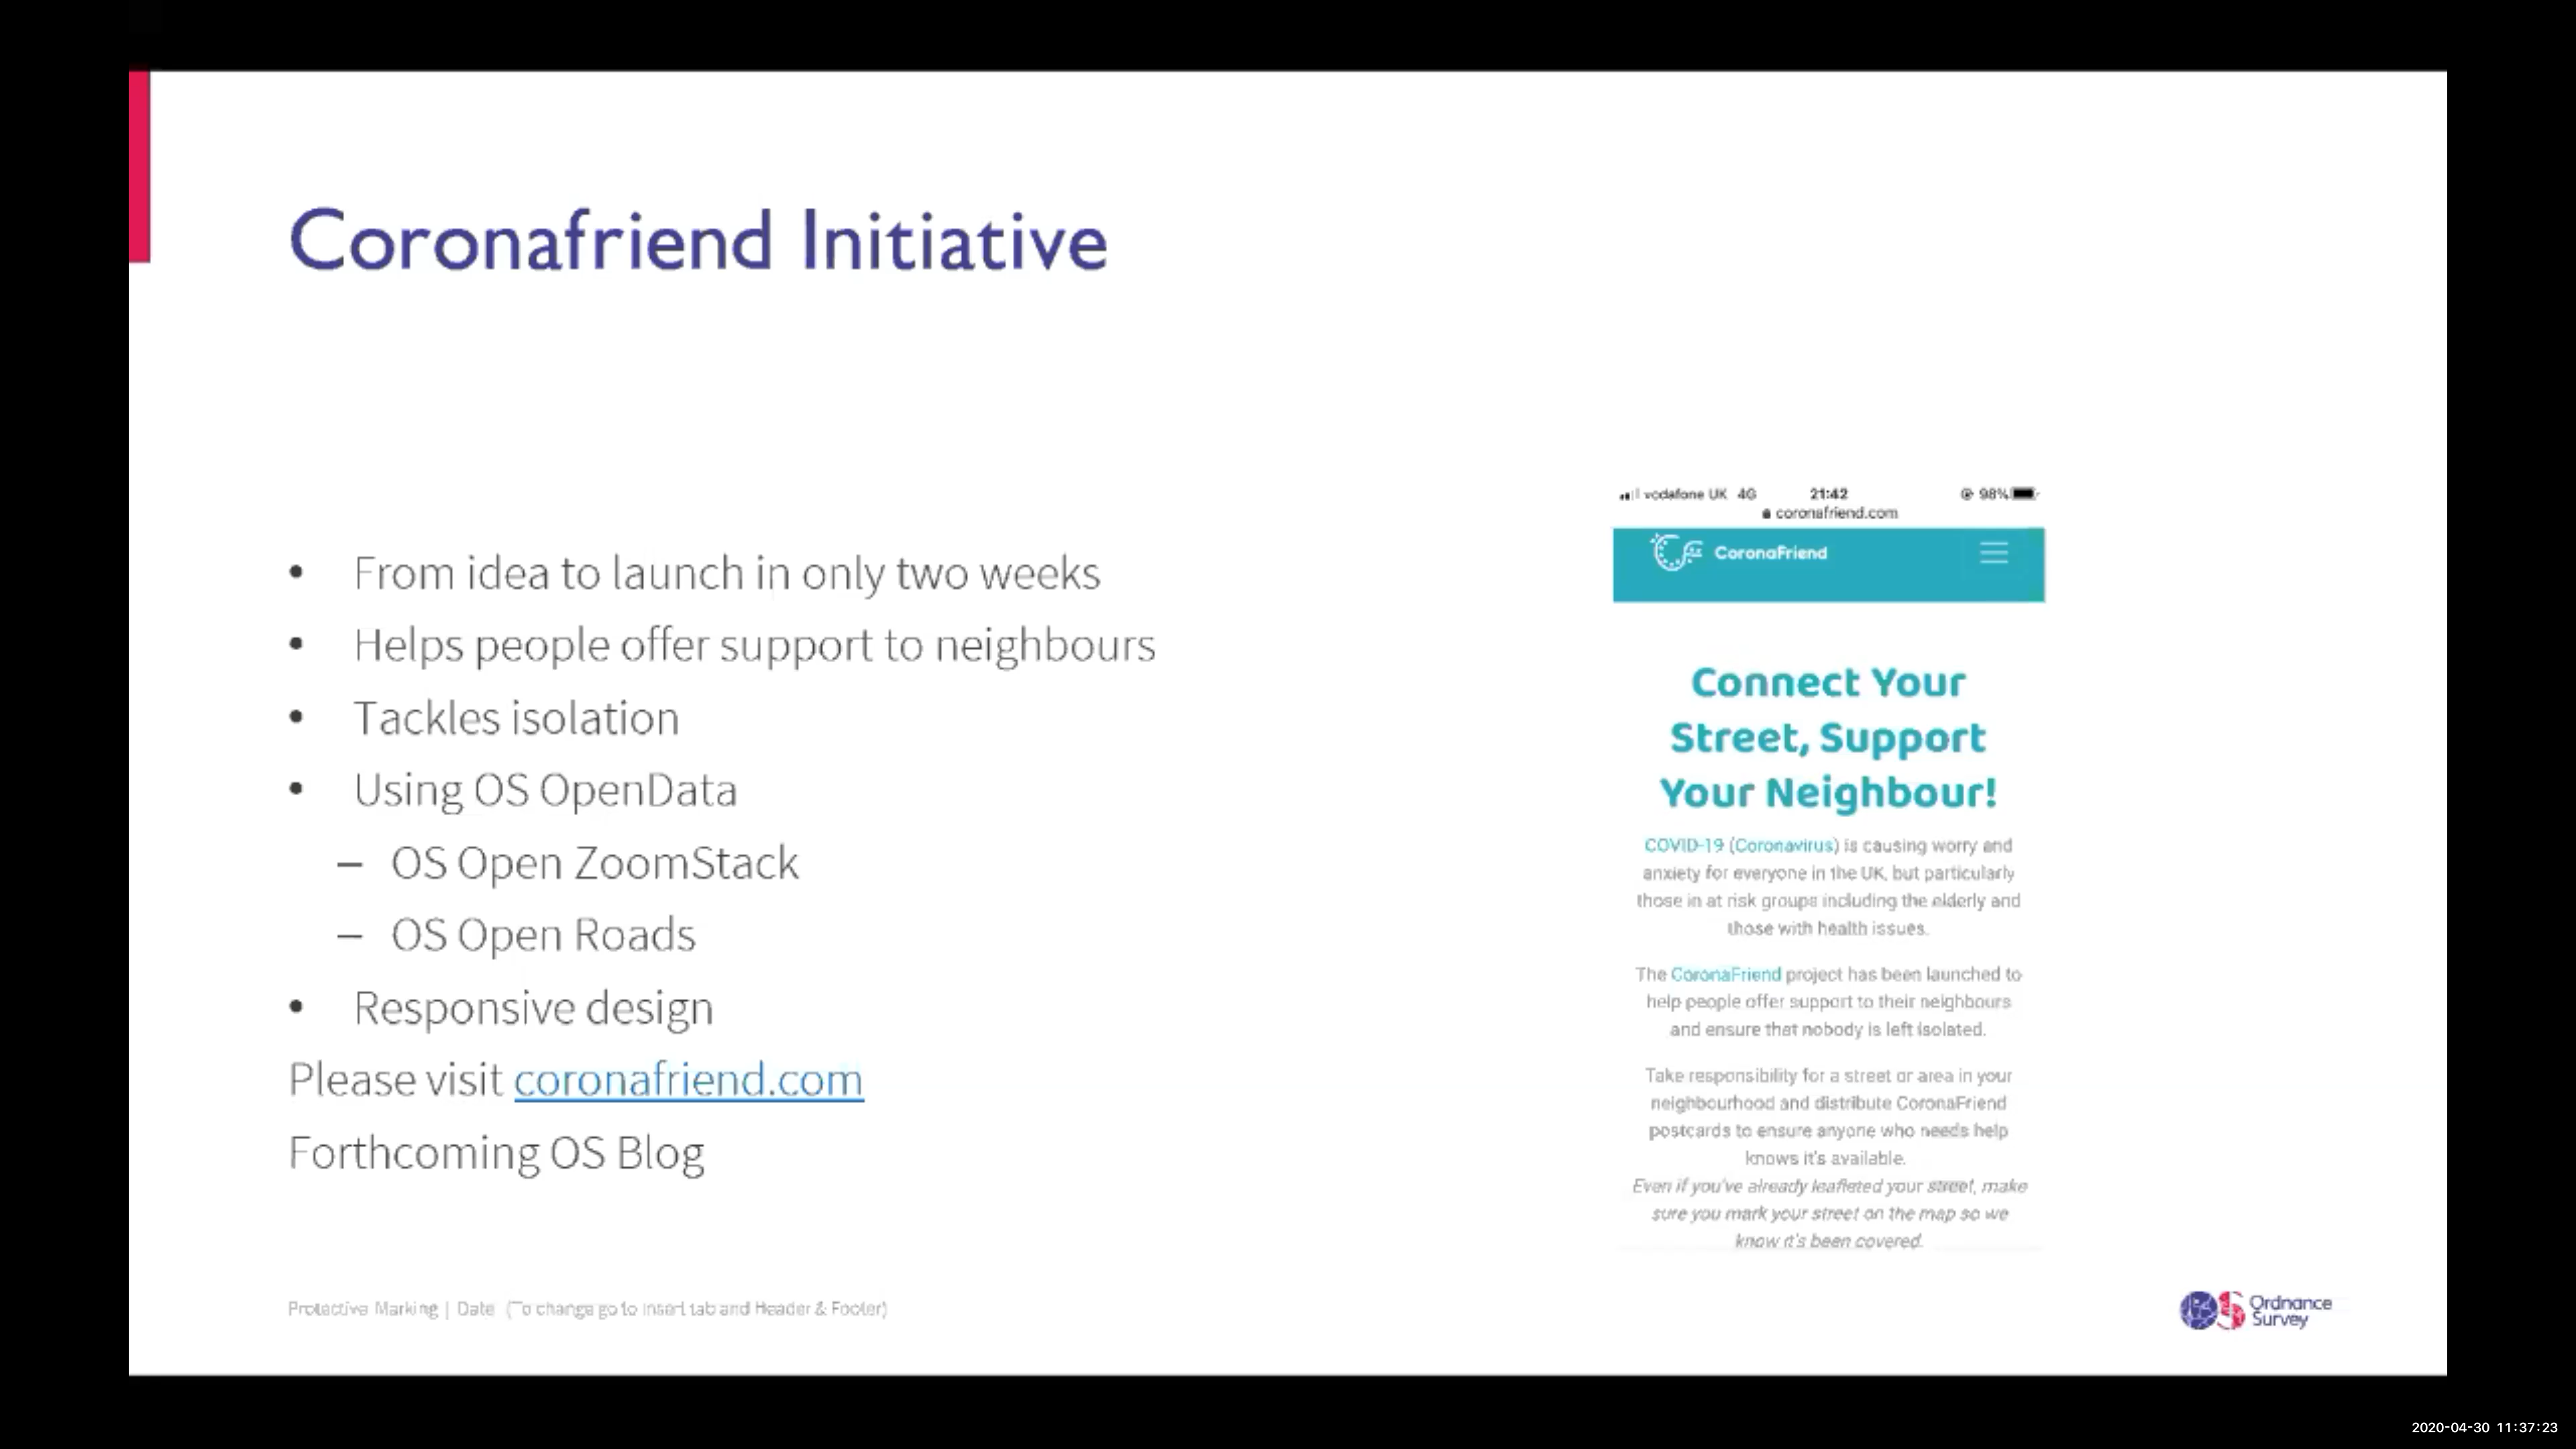 Coronafriend Initiative
• From idea to launch in only two weeks
• Helps people offer support to neighbours
• Tackles isolation
• Using OS OpenData
– OS Open ZoomStack
– OS Open Roads
• Responsive design
Please visit coronafriend.com
Forthcoming OS Blog
vodafone UK 4G 21:42 98%
coronafriend.com
CoronaFriend
Connect Your
Street, Support
Your Neighbour!
COVID-19 (Coronavirus) is causing worry and
anxiety for everyone in the UK, but particularly
those in at risk groups including the elderly and
those with health issues.
The CoronaFriend project has been launched to
help people offer support to their neighbours
and ensure that nobody is left isolated.
Take responsibility for a street or area in your
neighbourhood and distribute CoronaFriend
postcards to ensure anyone who needs help
knows it's available.
Even if you've already leafleted your street, make
sure you mark your street on the map so we
know it's been covered.
Protective Marking | Date (To change go to insert tab and Header & Footer)
Ordnance
Survey
2020-04-30 11:37:23